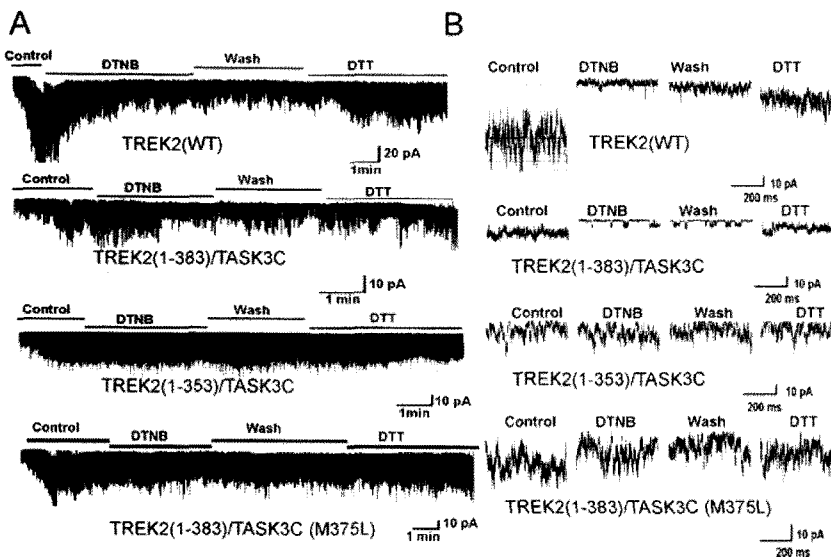 A
Control
DTNB
Wash
DTT
TREK2(WT)
20 pA
1min
Control
DTNB
Wash
DTT
TREK2(1-383)/TASK3C
10 pA
1 min
Control
DTNB
Wash
DTT
TREK2(1-353)/TASK3C
10 pA
1min
Control
DTNB
Wash
DTT
TREK2(1-383)/TASK3C (M375L)
10 pA
1 min
B
Control
DTNB
Wash
DTT
TREK2(WT)
10 pA
200 ms
Control
DTNB
Wash
DTT
TREK2(1-383)/TASK3C
10 pA
200 ms
Control
DTNB
Wash
DTT
TREK2(1-353)/TASK3C
10 pA
200 ms
Control
DTNB
Wash
DTT
TREK2(1-383)/TASK3C (M375L)
10 pA
200 ms